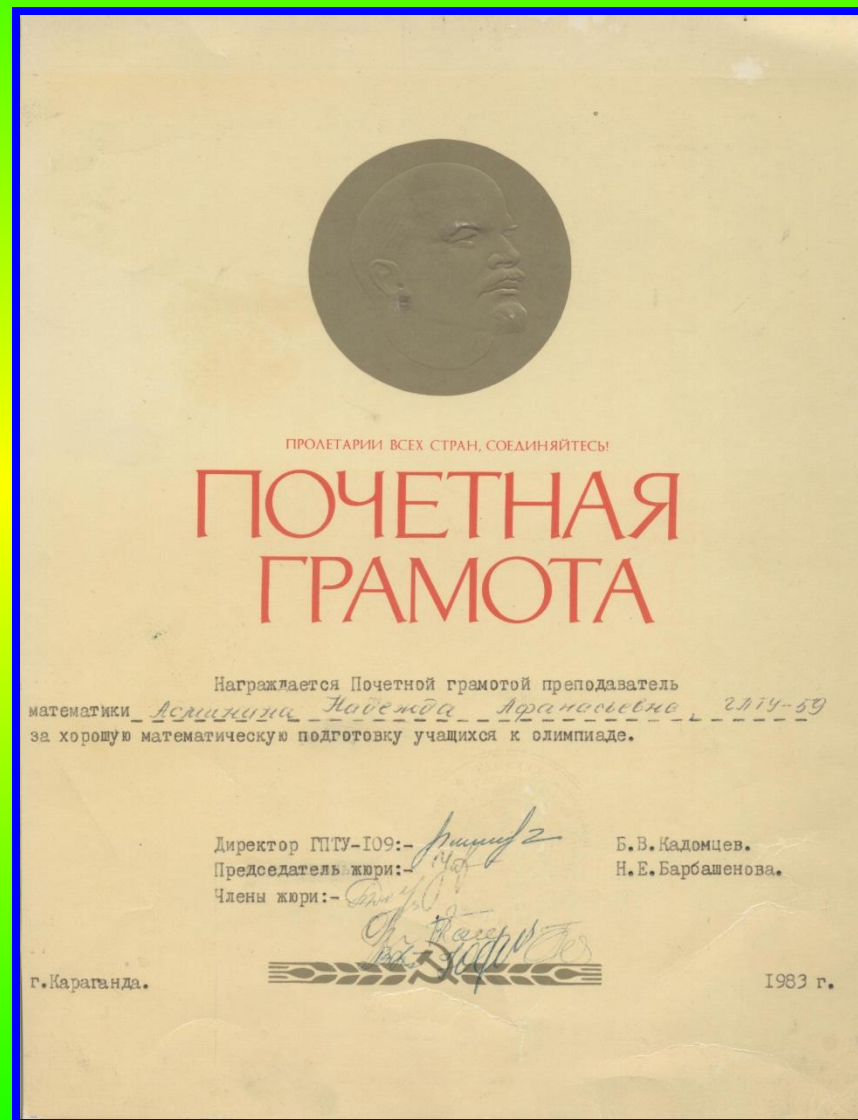 ПРОЛЕТАРИИ ВСЕХ СТРАН, СОЕДИНЯЙТЕСЬ!
ПОЧЕТНАЯ
ГРАМОТА
Награждается Почетной грамотой преподаватель
математики Асминина Надежда Афанасьевна, ГПТУ-59
за хорошую математическую подготовку учащихся к олимпиаде.
Директор ГПТУ-109:- Б.В.Кадомцев.
Председатель жюри:- Н.Е.Барбашенова.
Члены жюри:-
г.Караганда. 1983 г.